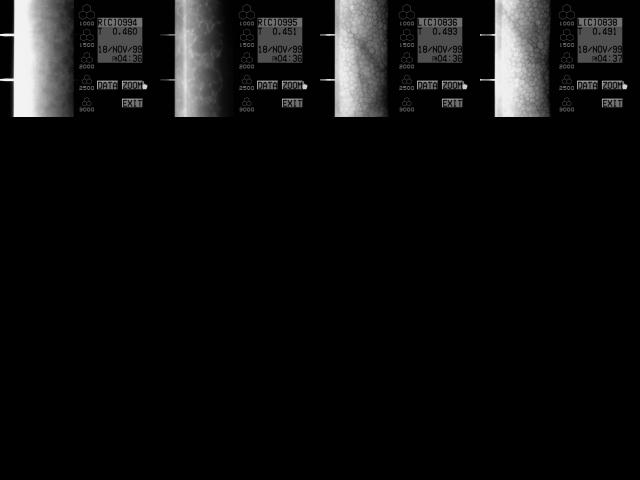 1000 R[C]0994
T 0.460
1500 18/NOV/99
PM04:36
2000
2500 DATA ZOOM
3000 EXIT
1000 R[C]0995
T 0.451
1500 18/NOV/99
PM04:36
2000
2500 DATA ZOOM
3000 EXIT
1000 L[C]0836
T 0.493
1500 18/NOV/99
PM04:36
2000
2500 DATA ZOOM
3000 EXIT
1000 L[C]0838
T 0.491
1500 18/NOV/99
PM04:37
2000
2500 DATA ZOOM
3000 EXIT